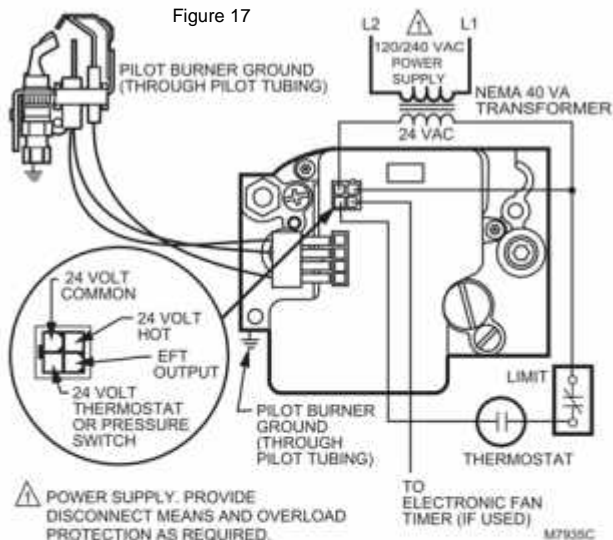 Figure 17
L2
1
L1
120/240 VAC
POWER
SUPPLY
PILOT BURNER GROUND
(THROUGH PILOT TUBING)
NEMA 40 VA
TRANSFORMER
24 VAC
24 VOLT
COMMON
24 VOLT
HOT
EFT
OUTPUT
24 VOLT
THERMOSTAT
OR PRESSURE
SWITCH
PILOT BURNER
GROUND
(THROUGH
PILOT TUBING)
LIMIT
THERMOSTAT
TO
ELECTRONIC FAN
TIMER (IF USED)
1 POWER SUPPLY. PROVIDE
DISCONNECT MEANS AND OVERLOAD
PROTECTION AS REQUIRED.
M7935C